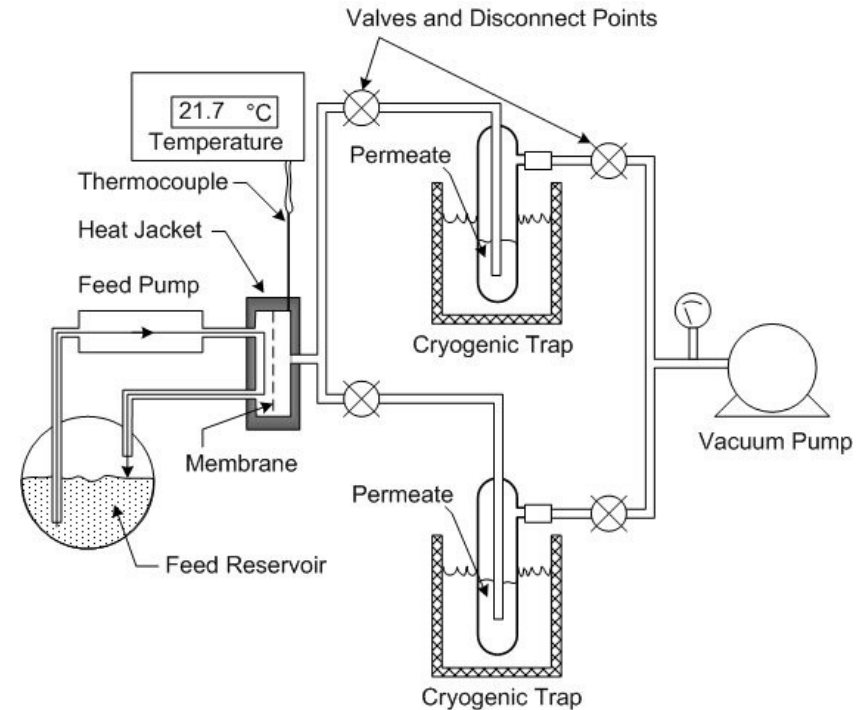 Valves and Disconnect Points
21.7 °C
Temperature
Permeate
Thermocouple
Heat Jacket
Feed Pump
Cryogenic Trap
Vacuum Pump
Membrane
Permeate
Feed Reservoir
Cryogenic Trap